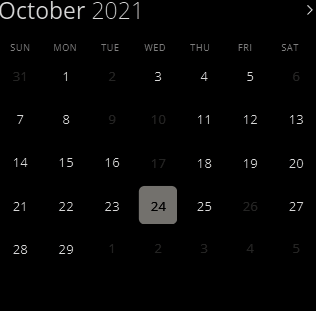 October 2021
SUN MON TUE WED THU FRI SAT
31 1 2 3 4 5 6
7 8 9 10 11 12 13
14 15 16 17 18 19 20
21 22 23 24 25 26 27
28 29 1 2 3 4 5